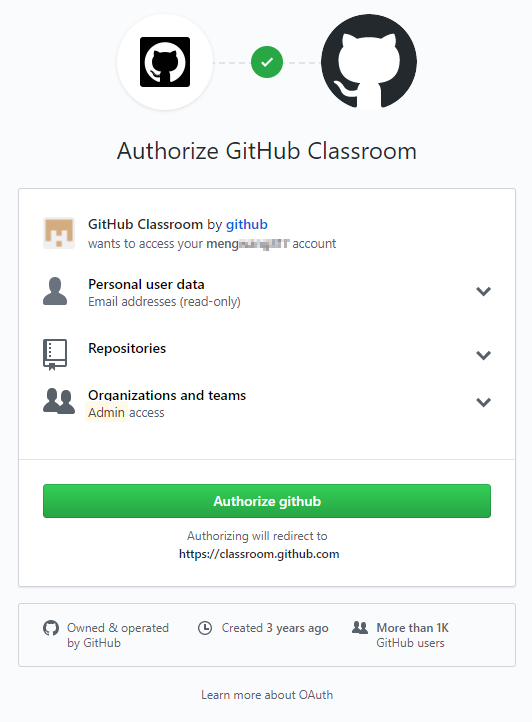 Authorize GitHub Classroom
GitHub Classroom by github
wants to access your account
Personal user data
Email addresses (read-only)
Repositories
Organizations and teams
Admin access
Authorize github
Authorizing will redirect to
https://classroom.github.com
Owned & operated
by GitHub
Created 3 years ago
More than 1K
GitHub users
Learn more about OAuth